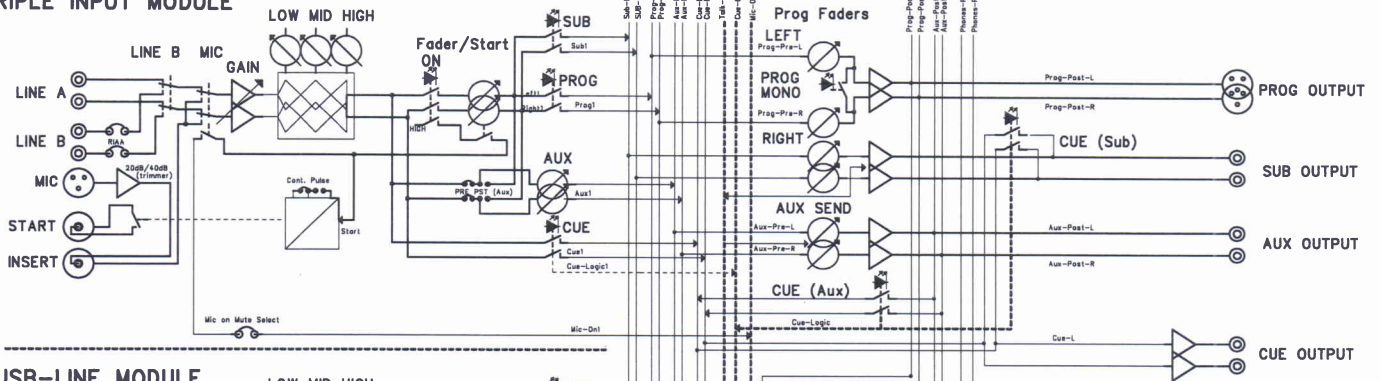 RIPLE INPUT MODULE
LOW MID HIGH
LINE B MIC
GAIN
Fader/Start
ON
SUB
Sub1
PROG
Left1
Right1
Prog1
HIGH
LINE A
LINE B
RIAA
MIC
20dB/40dB
(trimmer)
Cont. Pulse
START
Start
INSERT
PRE PST (Aux)
AUX
Aux1
CUE
Cue1
Cue-Logic1
Mic on Mute Select
Mic-On1
Prog Faders
LEFT
Prog-Pre-L
PROG
MONO
Prog-Pre-R
RIGHT
Prog-Post-L
Prog-Post-R
PROG OUTPUT
CUE (Sub)
SUB OUTPUT
AUX SEND
Aux-Pre-L
Aux-Pre-R
Aux-Post-L
Aux-Post-R
AUX OUTPUT
CUE (Aux)
Cue-Logic
Cue-L
CUE OUTPUT
USB-LINE MODULE
LOW MID HIGH